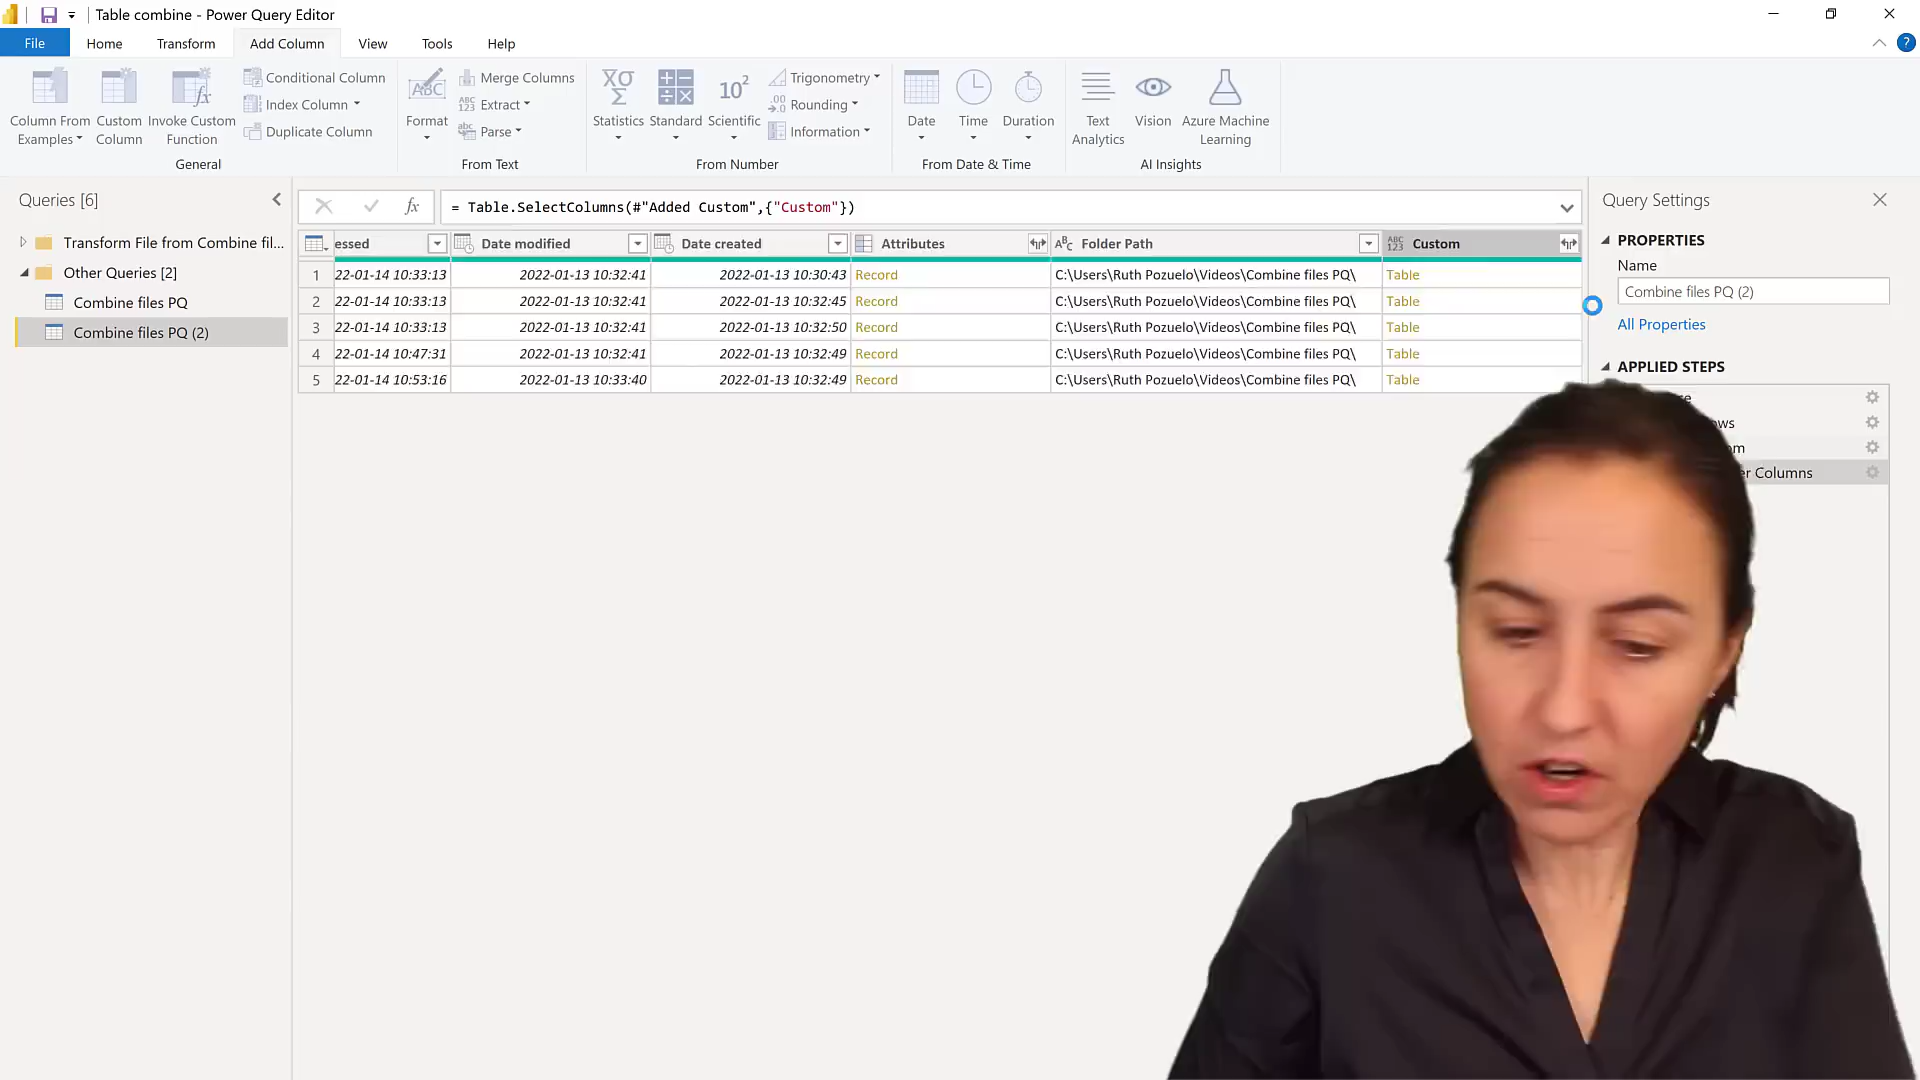 Table combine - Power Query Editor
File Home Transform Add Column View Tools Help
Column From Examples
Custom Column
Invoke Custom Function
Conditional Column
Index Column
Duplicate Column
General
Format
Merge Columns
Extract
Parse
From Text
Statistics
Standard
Scientific
Trigonometry
Rounding
Information
From Number
Date
Time
Duration
From Date & Time
Text Analytics
Vision
Azure Machine Learning
AI Insights
Queries [6]
Transform File from Combine fil...
Other Queries [2]
Combine files PQ
Combine files PQ (2)
= Table.SelectColumns(#"Added Custom",{"Custom"})
essed Date modified Date created Attributes Folder Path Custom
1 22-01-14 10:33:13 2022-01-13 10:32:41 2022-01-13 10:30:43 Record C:\Users\Ruth Pozuelo\Videos\Combine files PQ\ Table
2 22-01-14 10:33:13 2022-01-13 10:32:41 2022-01-13 10:32:45 Record C:\Users\Ruth Pozuelo\Videos\Combine files PQ\ Table
3 22-01-14 10:33:13 2022-01-13 10:32:41 2022-01-13 10:32:50 Record C:\Users\Ruth Pozuelo\Videos\Combine files PQ\ Table
4 22-01-14 10:47:31 2022-01-13 10:32:41 2022-01-13 10:32:49 Record C:\Users\Ruth Pozuelo\Videos\Combine files PQ\ Table
5 22-01-14 10:53:16 2022-01-13 10:33:40 2022-01-13 10:32:49 Record C:\Users\Ruth Pozuelo\Videos\Combine files PQ\ Table
Query Settings
PROPERTIES
Name
Combine files PQ (2)
All Properties
APPLIED STEPS
er Columns